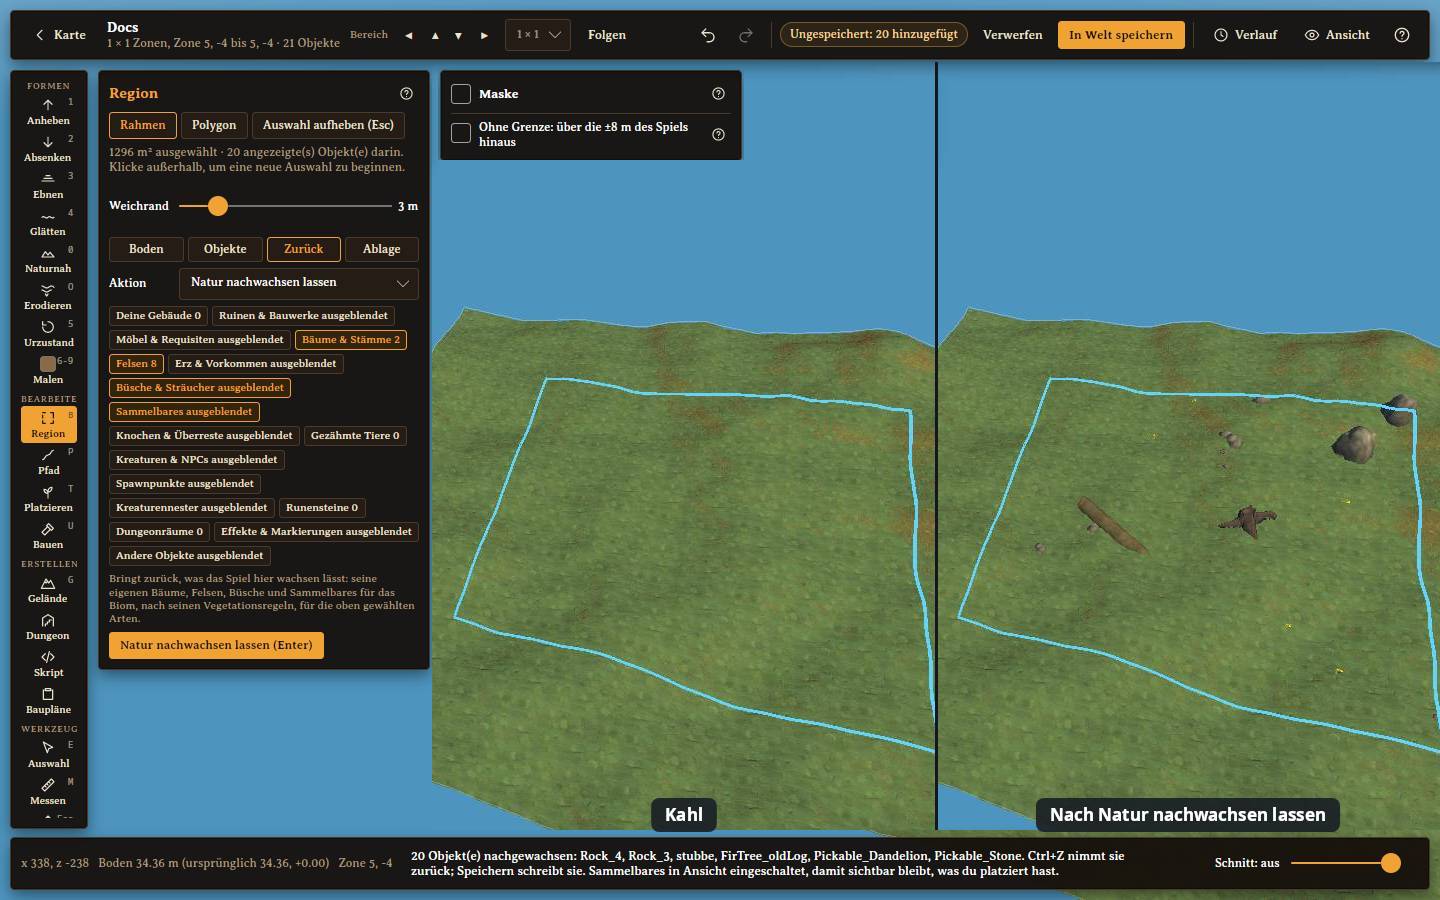 Karte
Docs
1 × 1 Zonen, Zone 5, -4 bis 5, -4 · 21 Objekte
Bereich
1 × 1
Folgen
Ungespeichert: 20 hinzugefügt
Verwerfen
In Welt speichern
Verlauf
Ansicht
FORMEN
1
Anheben
2
Absenken
3
Ebnen
4
Glätten
0
Naturnah
O
Erodieren
5
Urzustand
6-9
Malen
BEARBEITE
B
Region
P
Pfad
T
Platzieren
U
Bauen
ERSTELLEN
G
Gelände
Dungeon
Skript
Baupläne
WERKZEUG
E
Auswahl
M
Messen
Region
Rahmen
Polygon
Auswahl aufheben (Esc)
1296 m² ausgewählt · 20 angezeigte(s) Objekt(e) darin.
Klicke außerhalb, um eine neue Auswahl zu beginnen.
Weichrand
3 m
Boden
Objekte
Zurück
Ablage
Aktion
Natur nachwachsen lassen
Deine Gebäude 0
Ruinen & Bauwerke ausgeblendet
Möbel & Requisiten ausgeblendet
Bäume & Stämme 2
Felsen 8
Erz & Vorkommen ausgeblendet
Büsche & Sträucher ausgeblendet
Sammelbares ausgeblendet
Knochen & Überreste ausgeblendet
Gezähmte Tiere 0
Kreaturen & NPCs ausgeblendet
Spawnpunkte ausgeblendet
Kreaturennester ausgeblendet
Runensteine 0
Dungeonräume 0
Effekte & Markierungen ausgeblendet
Andere Objekte ausgeblendet
Bringt zurück, was das Spiel hier wachsen lässt: seine
eigenen Bäume, Felsen, Büsche und Sammelbares für das
Biom, nach seinen Vegetationsregeln, für die oben gewählten
Arten.
Natur nachwachsen lassen (Enter)
Maske
Ohne Grenze: über die ±8 m des Spiels
hinaus
Kahl
Nach Natur nachwachsen lassen
x 338, z -238
Boden 34.36 m (ursprünglich 34.36, +0.00)
Zone 5, -4
20 Objekt(e) nachgewachsen: Rock_4, Rock_3, stubbe, FirTree_oldLog, Pickable_Dandelion, Pickable_Stone. Ctrl+Z nimmt sie
zurück; Speichern schreibt sie. Sammelbares in Ansicht eingeschaltet, damit sichtbar bleibt, was du platziert hast.
Schnitt: aus